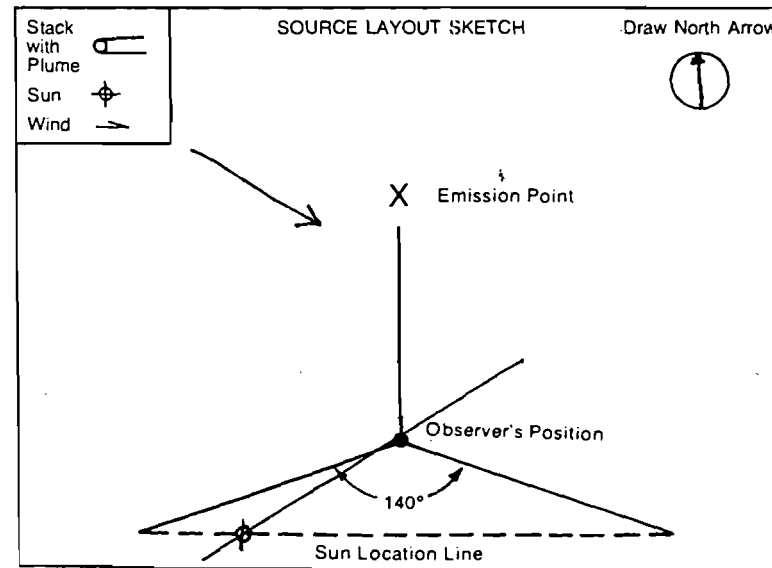 Stack
with
Plume
Sun
Wind
SOURCE LAYOUT SKETCH
Draw North Arrow
X Emission Point
Observer's Position
140°
Sun Location Line